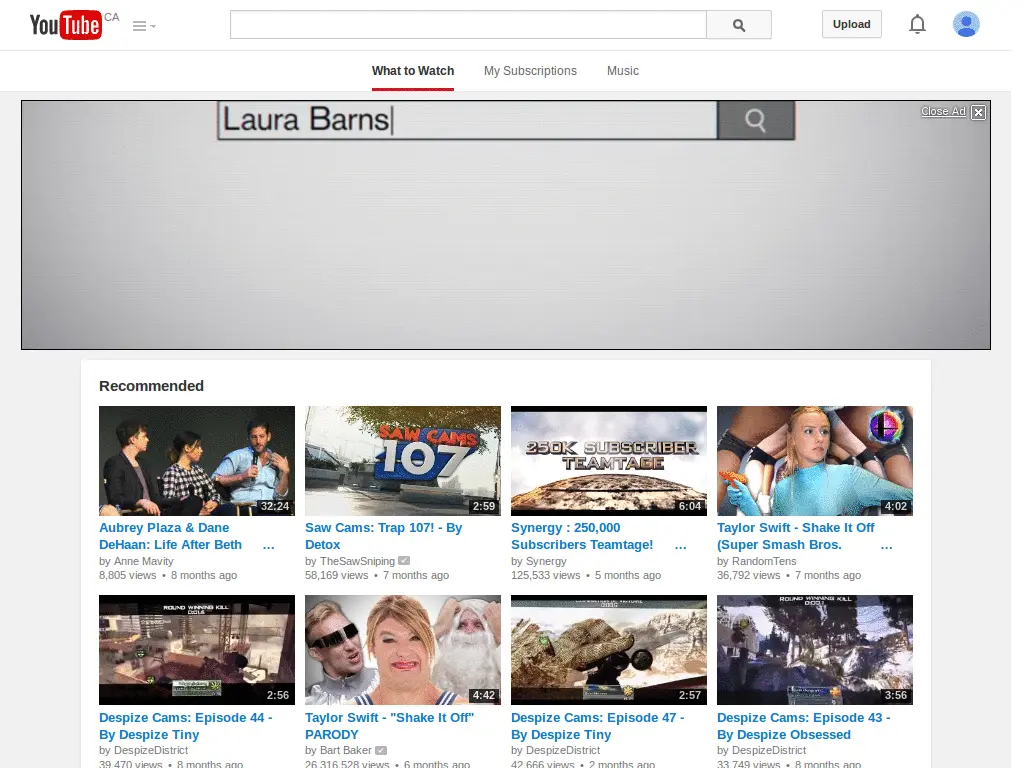 YouTube CA
Upload
What to Watch My Subscriptions Music
Laura Barns
Close Ad
Recommended
SAW CAMS
107
250K SUBSCRIBER
TEAMTAGE
32:24
2:59
6:04
4:02
Aubrey Plaza & Dane
DeHaan: Life After Beth ...
by Anne Mavity
8,805 views • 8 months ago
Saw Cams: Trap 107! - By
Detox
by TheSawSniping
58,169 views • 7 months ago
Synergy : 250,000
Subscribers Teamtage! ...
by Synergy
125,533 views • 5 months ago
Taylor Swift - Shake It Off
(Super Smash Bros. ...
by RandomTens
36,792 views • 7 months ago
ROUND WINNING KILL
ROUND WINNING KILL
2:56
4:42
2:57
3:56
Despize Cams: Episode 44 -
By Despize Tiny
by DespizeDistrict
39,470 views • 8 months ago
Taylor Swift - "Shake It Off"
PARODY
by Bart Baker
26,316,528 views • 6 months ago
Despize Cams: Episode 47 -
By Despize Tiny
by DespizeDistrict
42,666 views • 2 months ago
Despize Cams: Episode 43 -
By Despize Obsessed
by DespizeDistrict
33,749 views • 8 months ago